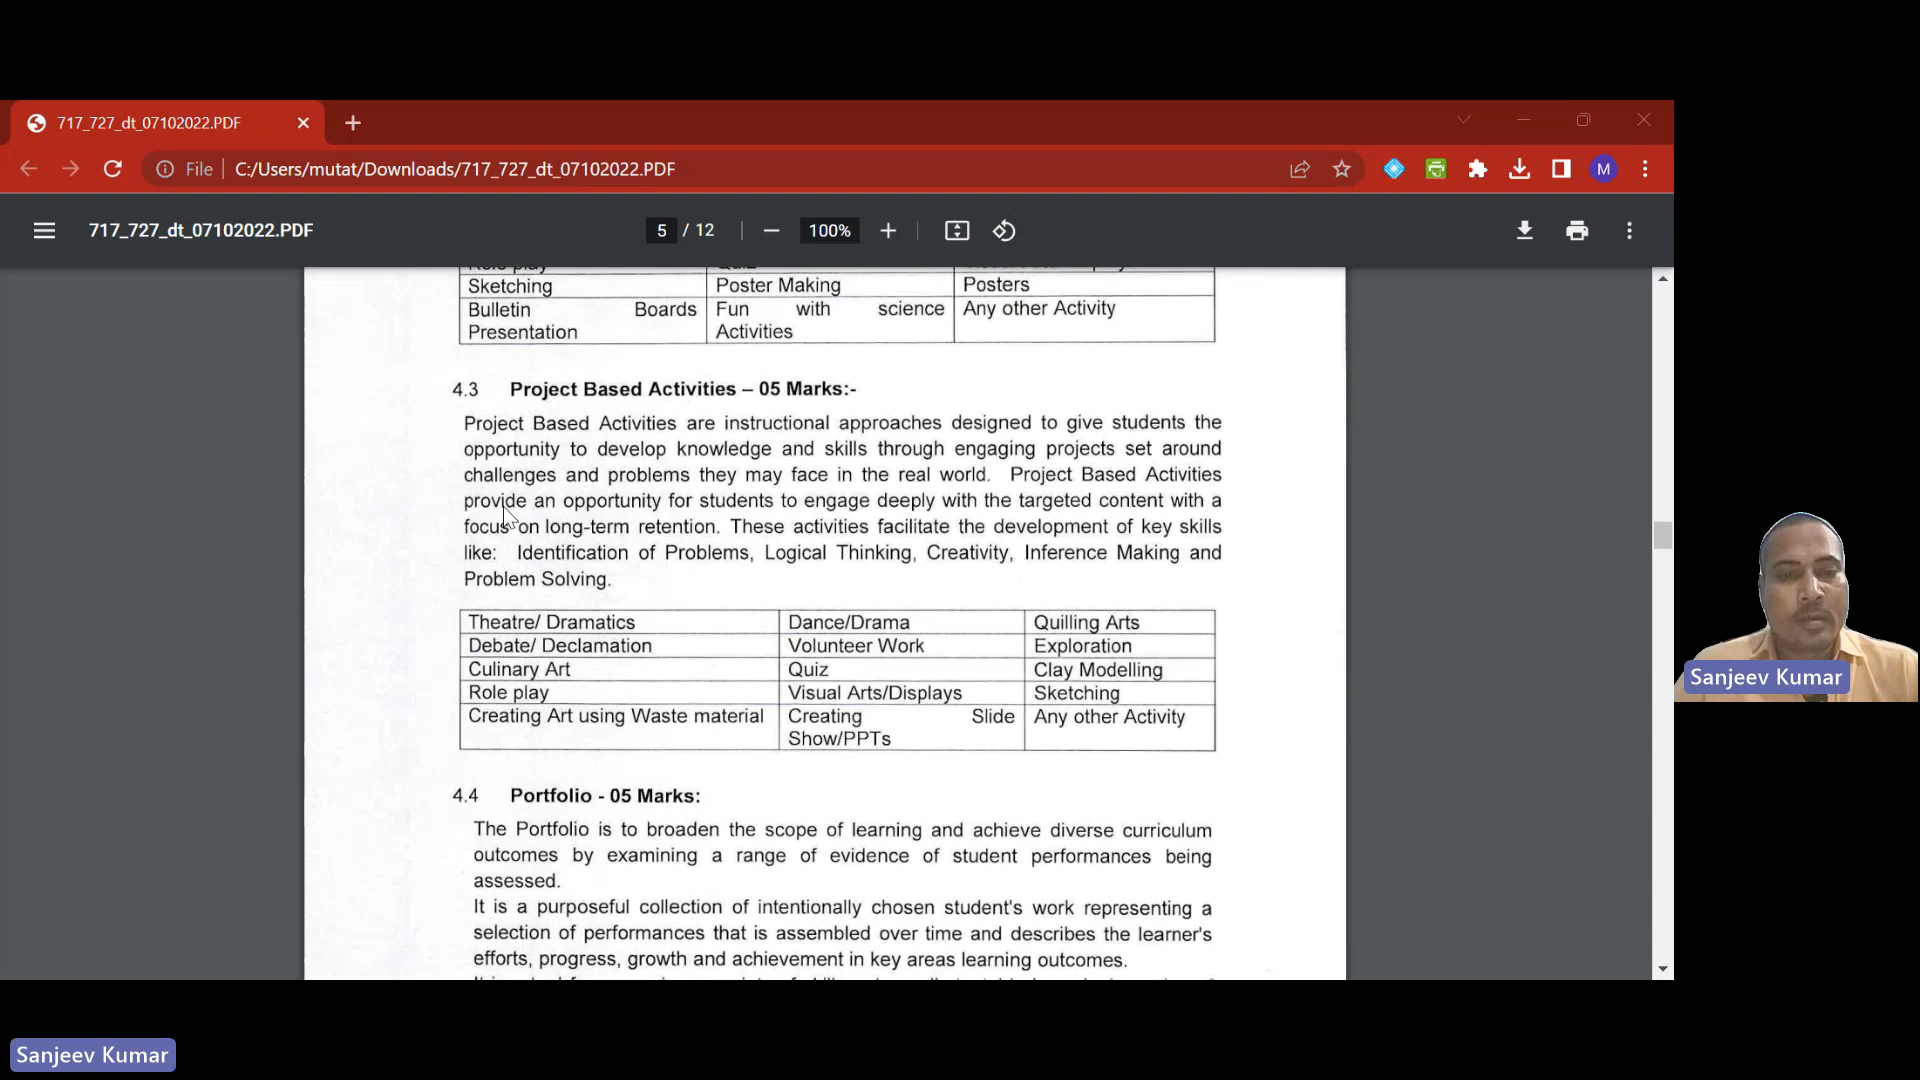 717_727_dt_07102022.PDF
File C:/Users/mutat/Downloads/717_727_dt_07102022.PDF
M
717_727_dt_07102022.PDF
5 / 12
100%
Role play Quiz
Sketching Poster Making Posters
Bulletin Boards Fun with science Any other Activity
Presentation Activities
4.3 Project Based Activities – 05 Marks:-
Project Based Activities are instructional approaches designed to give students the
opportunity to develop knowledge and skills through engaging projects set around
challenges and problems they may face in the real world. Project Based Activities
provide an opportunity for students to engage deeply with the targeted content with a
focus on long-term retention. These activities facilitate the development of key skills
like: Identification of Problems, Logical Thinking, Creativity, Inference Making and
Problem Solving.
Theatre/ Dramatics Dance/Drama Quilling Arts
Debate/ Declamation Volunteer Work Exploration
Culinary Art Quiz Clay Modelling
Role play Visual Arts/Displays Sketching
Creating Art using Waste material Creating Slide Any other Activity
Show/PPTs
4.4 Portfolio - 05 Marks:
The Portfolio is to broaden the scope of learning and achieve diverse curriculum
outcomes by examining a range of evidence of student performances being
assessed.
It is a purposeful collection of intentionally chosen student's work representing a
selection of performances that is assembled over time and describes the learner's
efforts, progress, growth and achievement in key areas learning outcomes.
Sanjeev Kumar
Sanjeev Kumar